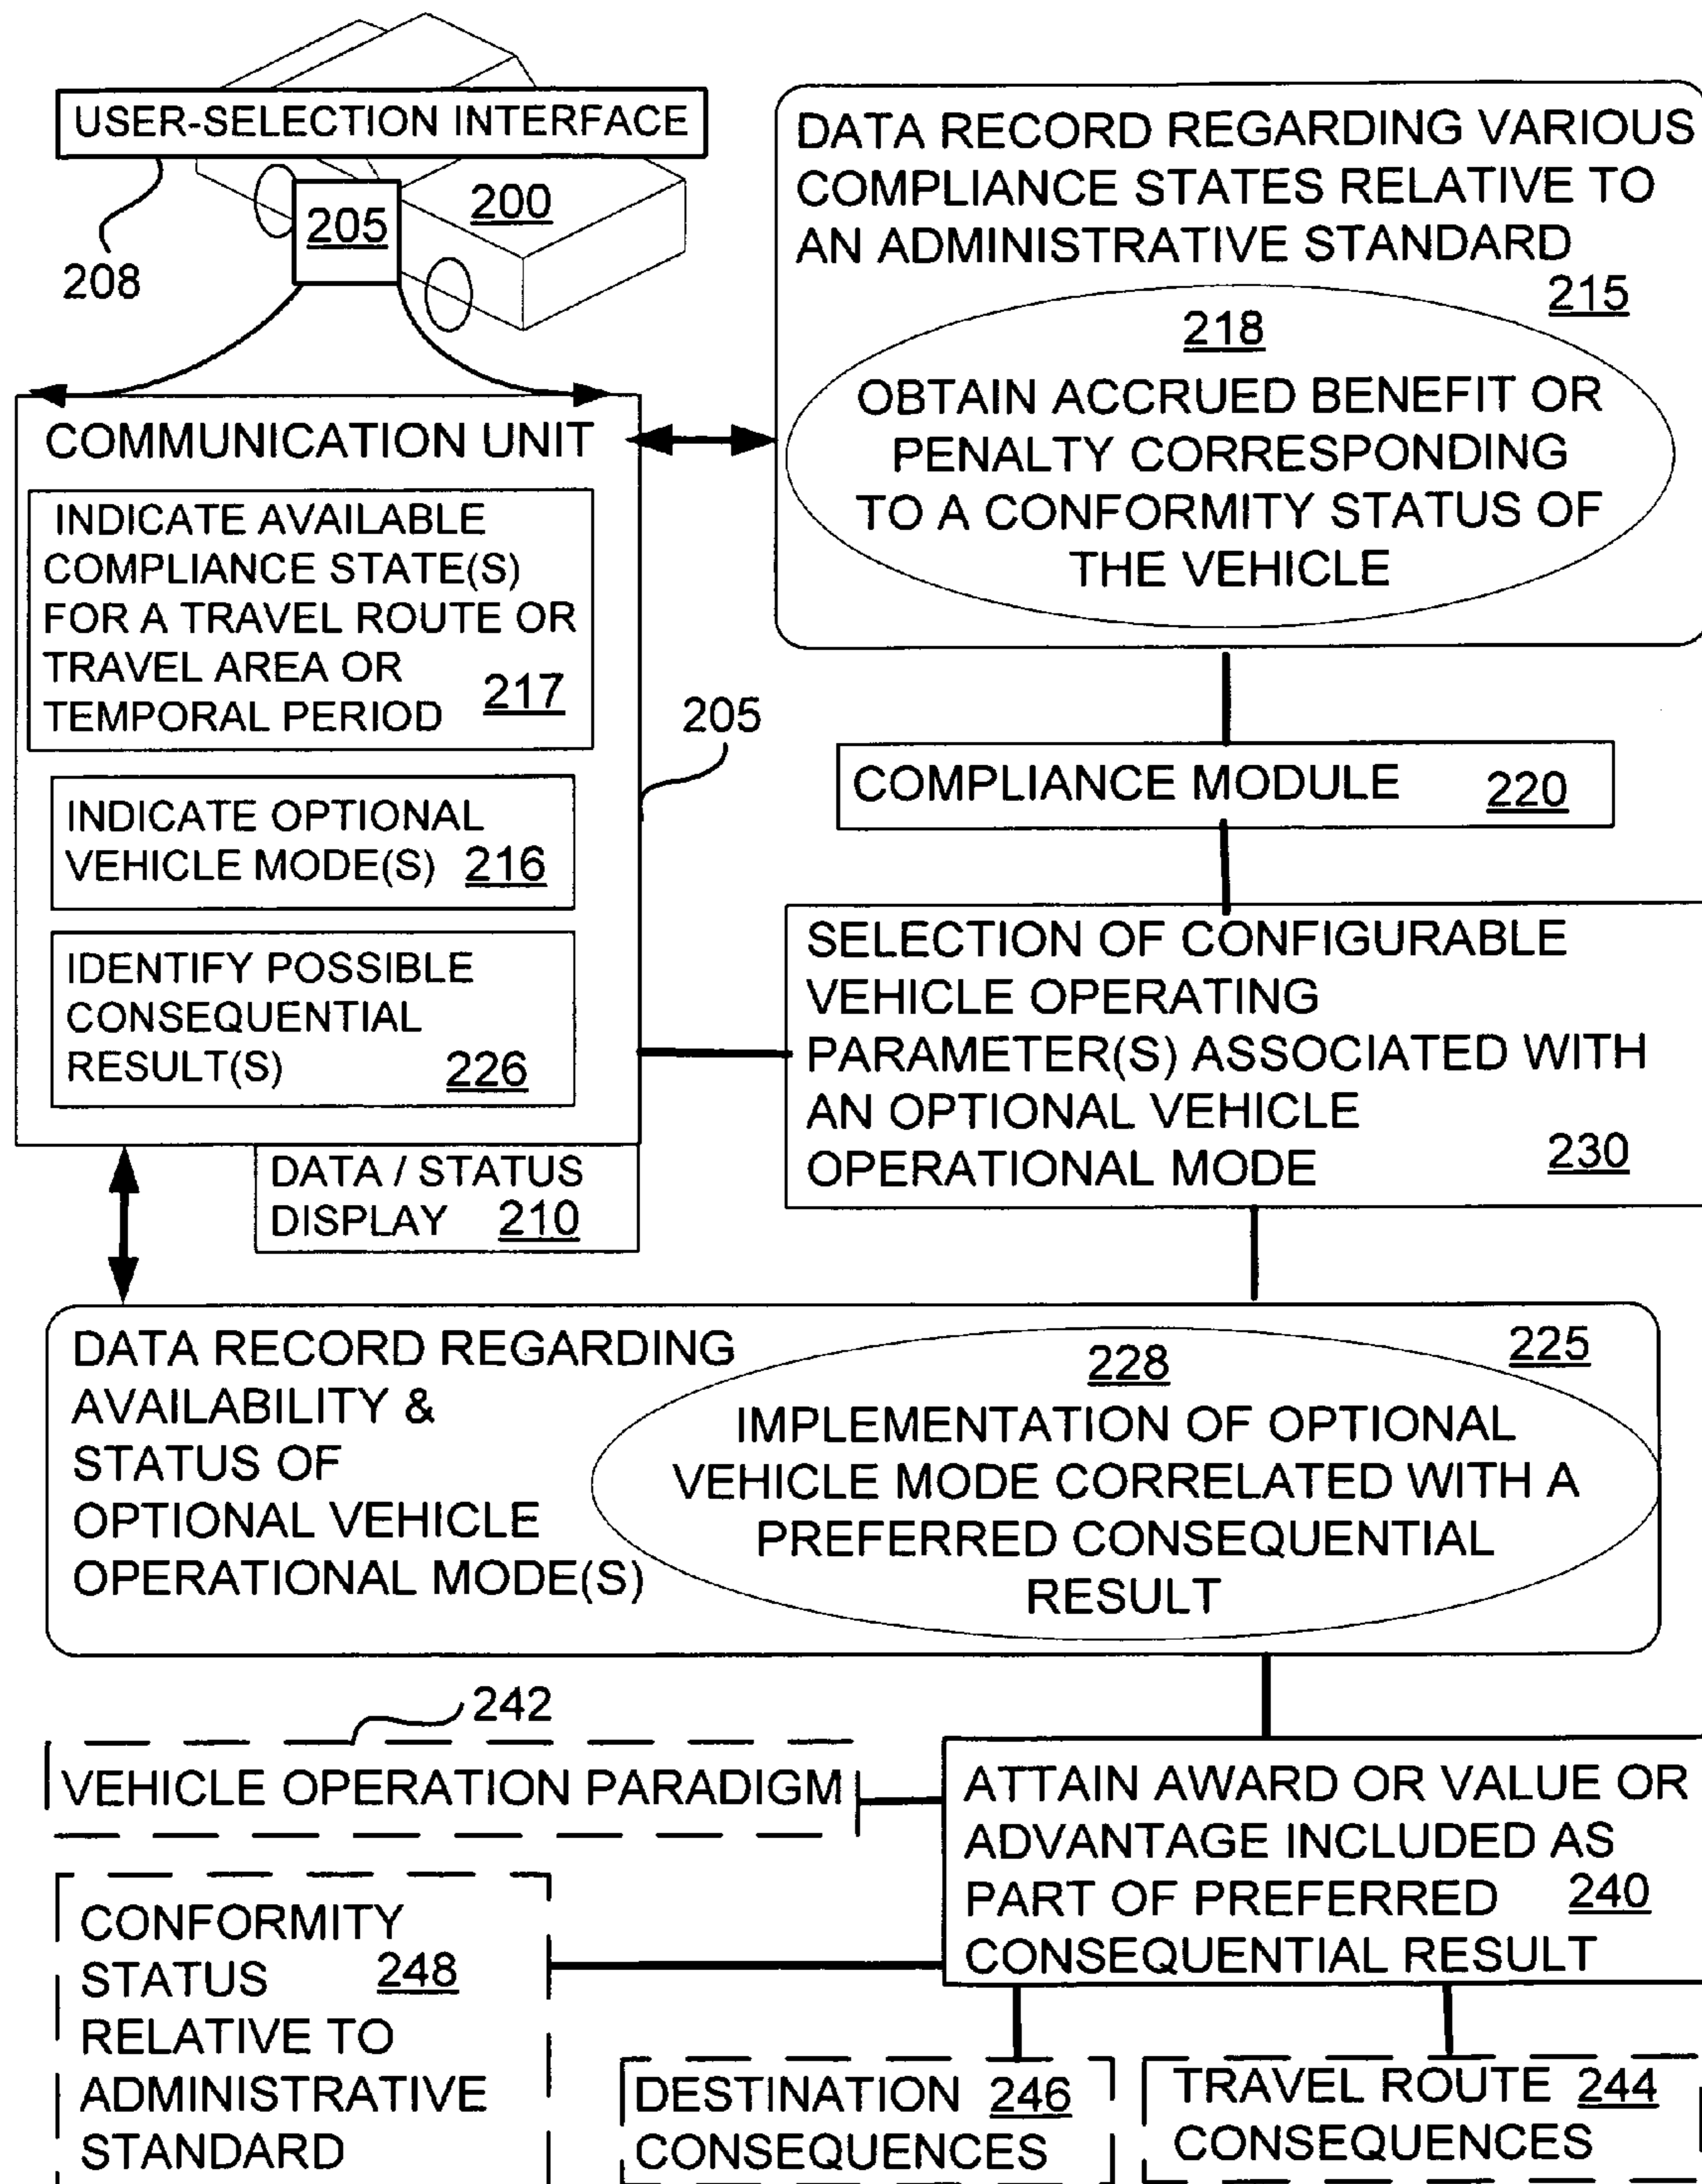 USER-SELECTION INTERFACE
200
205
208
DATA RECORD REGARDING VARIOUS
COMPLIANCE STATES RELATIVE TO
AN ADMINISTRATIVE STANDARD
215
218
OBTAIN ACCRUED BENEFIT OR
PENALTY CORRESPONDING
TO A CONFORMITY STATUS OF
THE VEHICLE
COMMUNICATION UNIT
INDICATE AVAILABLE
COMPLIANCE STATE(S)
FOR A TRAVEL ROUTE OR
TRAVEL AREA OR
TEMPORAL PERIOD 217
205
INDICATE OPTIONAL
VEHICLE MODE(S) 216
IDENTIFY POSSIBLE
CONSEQUENTIAL
RESULT(S) 226
DATA / STATUS
DISPLAY 210
COMPLIANCE MODULE 220
SELECTION OF CONFIGURABLE
VEHICLE OPERATING
PARAMETER(S) ASSOCIATED WITH
AN OPTIONAL VEHICLE
OPERATIONAL MODE 230
DATA RECORD REGARDING
AVAILABILITY &
STATUS OF
OPTIONAL VEHICLE
OPERATIONAL MODE(S)
225
228
IMPLEMENTATION OF OPTIONAL
VEHICLE MODE CORRELATED WITH A
PREFERRED CONSEQUENTIAL
RESULT
242
VEHICLE OPERATION PARADIGM
ATTAIN AWARD OR VALUE OR
ADVANTAGE INCLUDED AS
PART OF PREFERRED 240
CONSEQUENTIAL RESULT
CONFORMITY
STATUS 248
RELATIVE TO
ADMINISTRATIVE
STANDARD
DESTINATION 246
CONSEQUENCES
TRAVEL ROUTE 244
CONSEQUENCES